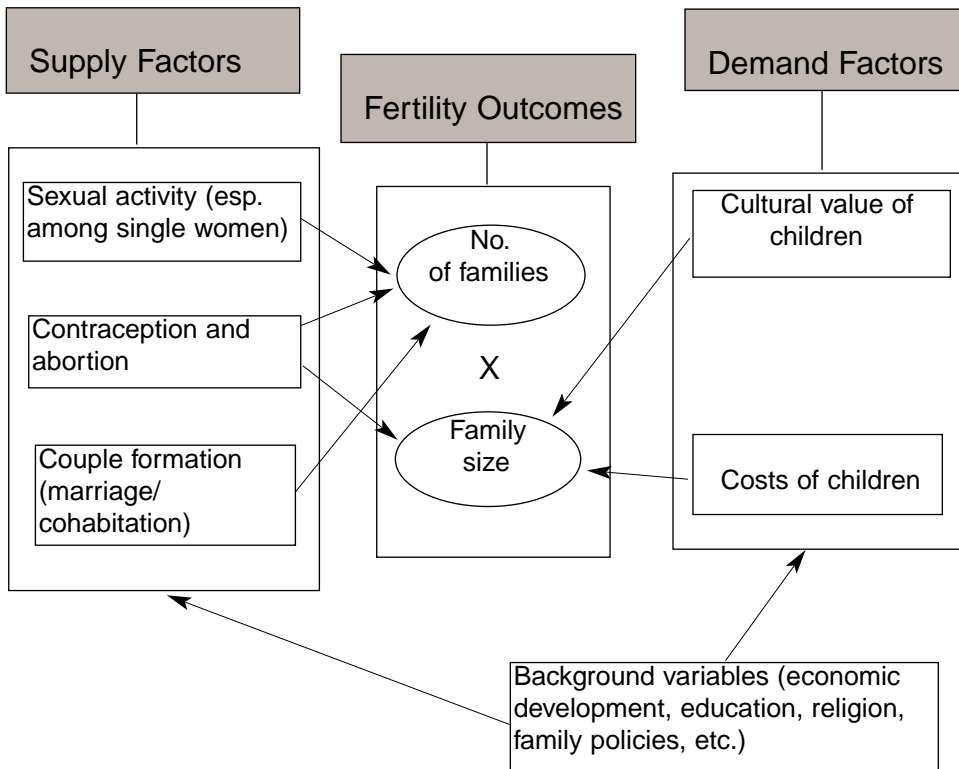 Supply Factors
Fertility Outcomes
Demand Factors
Sexual activity (esp.
among single women)
Contraception and
abortion
Couple formation
(marriage/
cohabitation)
No.
of families
X
Family
size
Cultural value of
children
Costs of children
Background variables (economic
development, education, religion,
family policies, etc.)